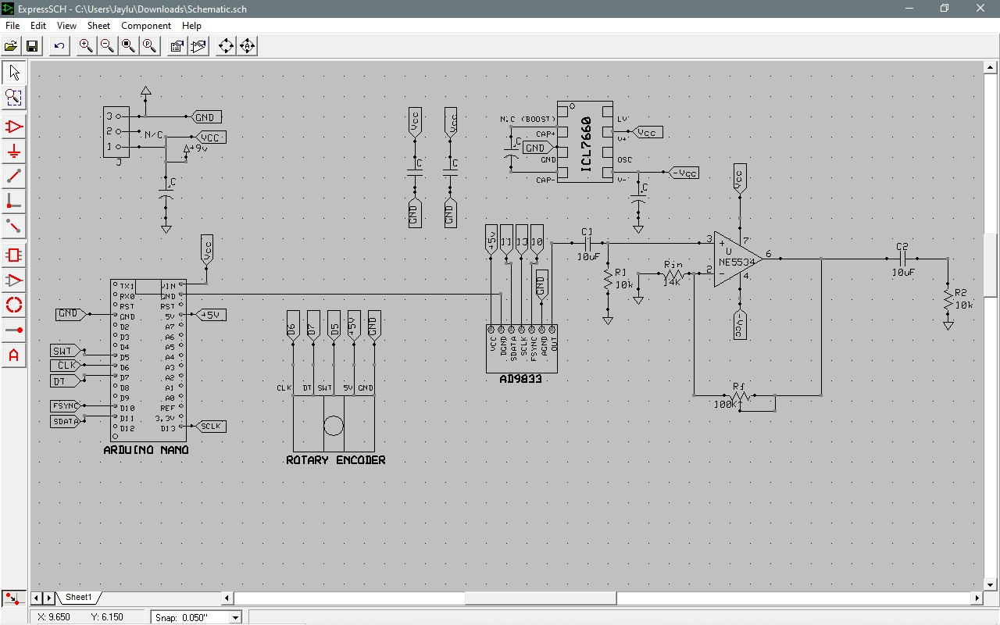 ExpressSCH - C:\Users\Jaylu\Downloads\Schematic.sch
File Edit View Sheet Component Help
3 GND
2 N/C
1 VCC
+9v
J
C
Vcc Vcc
C C
GND GND
N.C (BOOST) LV
CAP+ V+ Vcc
GND GND OSC
CAP- V- -Vcc
ICL7660
C
C
Vcc
+5v 11 13 10
GND
C1
10uF
R1
10k
Rin
14K
3 +
2 -
U
NE5534
7
6
4
-Vcc
C2
10uF
R2
10k
Rf
100K
VCC DGND SDATA SCLK FSYNC AGND OUT
AD9833
Vcc
TX1 VIN
RX0 GND
RST RST
GND GND 5V +5V
D2 A7
D3 A6
SWT D4 A5
D5 A4
CLK D6 A3
DT D7 A2
D8 A1
D9 A0
FSYNC D10 REF
SDATA D11 3.3V
D12 D13 SCLK
ARDUINO NANO
D6 D7 D5 +5V GND
CLK DT SWT 5V GND
ROTARY ENCODER
Sheet1
X: 9.650 Y: 6.150 Snap: 0.050"